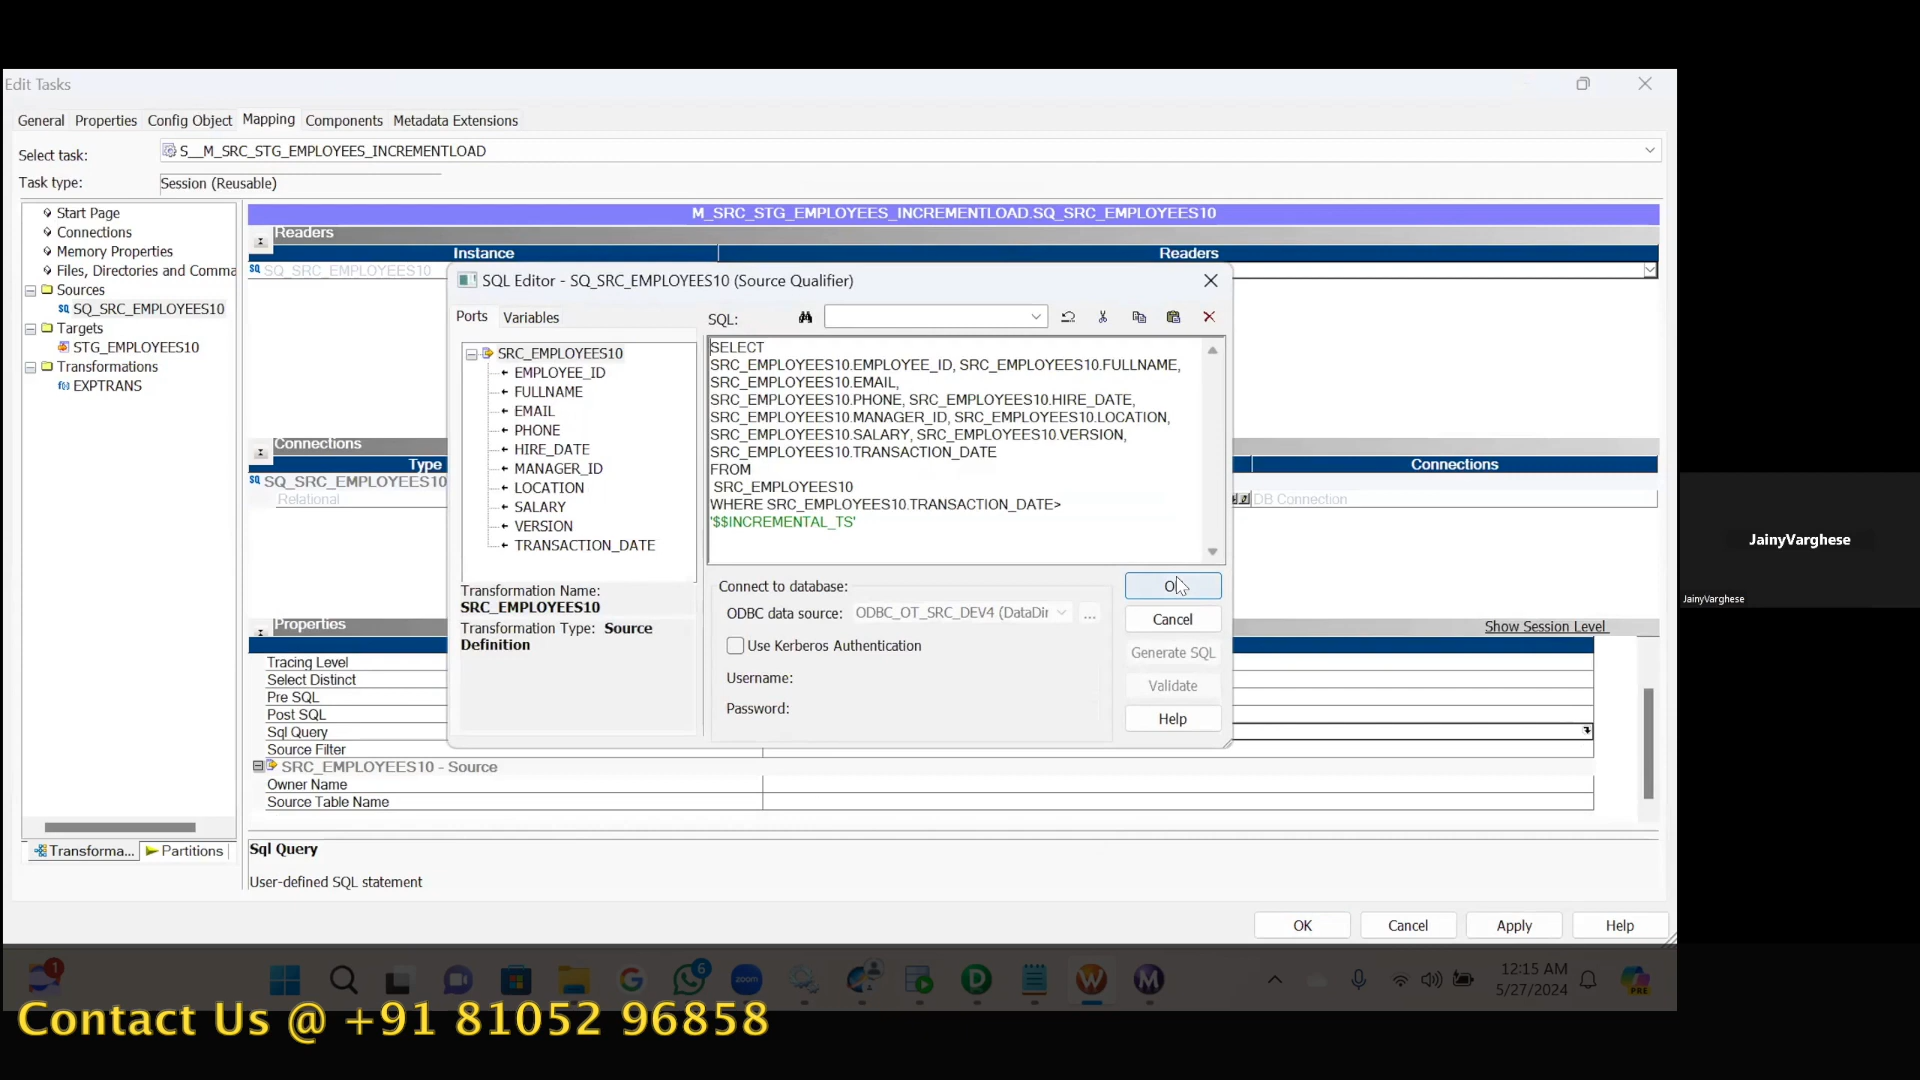 Edit Tasks
General Properties Config Object Mapping Components Metadata Extensions
Select task: S__M_SRC_STG_EMPLOYEES_INCREMENTLOAD
Task type: Session (Reusable)
Start Page
Connections
Memory Properties
Files, Directories and Comma
Sources
SQ_SRC_EMPLOYEES10
Targets
STG_EMPLOYEES10
Transformations
EXPTRANS
Transforma... Partitions
M_SRC_STG_EMPLOYEES_INCREMENTLOAD.SQ_SRC_EMPLOYEES10
Readers
Instance Readers
SQ_SRC_EMPLOYEES10
Connections
Type Connections
SQ_SRC_EMPLOYEES10
Relational DB Connection
Properties Show Session Level
Tracing Level
Select Distinct
Pre SQL
Post SQL
Sql Query
Source Filter
SRC_EMPLOYEES10 - Source
Owner Name
Source Table Name
Sql Query
User-defined SQL statement
OK Cancel Apply Help
SQL Editor - SQ_SRC_EMPLOYEES10 (Source Qualifier)
Ports Variables
SRC_EMPLOYEES10
EMPLOYEE_ID
FULLNAME
EMAIL
PHONE
HIRE_DATE
MANAGER_ID
LOCATION
SALARY
VERSION
TRANSACTION_DATE
Transformation Name:
SRC_EMPLOYEES10
Transformation Type: Source
Definition
SQL:
SELECT
SRC_EMPLOYEES10.EMPLOYEE_ID, SRC_EMPLOYEES10.FULLNAME,
SRC_EMPLOYEES10.EMAIL,
SRC_EMPLOYEES10.PHONE, SRC_EMPLOYEES10.HIRE_DATE,
SRC_EMPLOYEES10.MANAGER_ID, SRC_EMPLOYEES10.LOCATION,
SRC_EMPLOYEES10.SALARY, SRC_EMPLOYEES10.VERSION,
SRC_EMPLOYEES10.TRANSACTION_DATE
FROM
SRC_EMPLOYEES10
WHERE SRC_EMPLOYEES10.TRANSACTION_DATE>
'$$INCREMENTAL_TS'
Connect to database:
ODBC data source: ODBC_OT_SRC_DEV4 (DataDir
Use Kerberos Authentication
Username:
Password:
Cancel
Generate SQL
Validate
Help
JainyVarghese
JainyVarghese
1
6
zoom
12:15 AM
5/27/2024
PRE
Contact Us @ +91 81052 96858